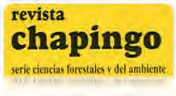 revista
chapingo
serie ciencias forestales y del ambiente